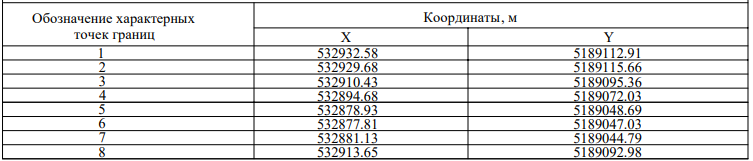 Обозначение характерных точек границ Координаты, м
X Y
1 532932.58 5189112.91
2 532929.68 5189115.66
3 532910.43 5189095.36
4 532894.68 5189072.03
5 532878.93 5189048.69
6 532877.81 5189047.03
7 532881.13 5189044.79
8 532913.65 5189092.98